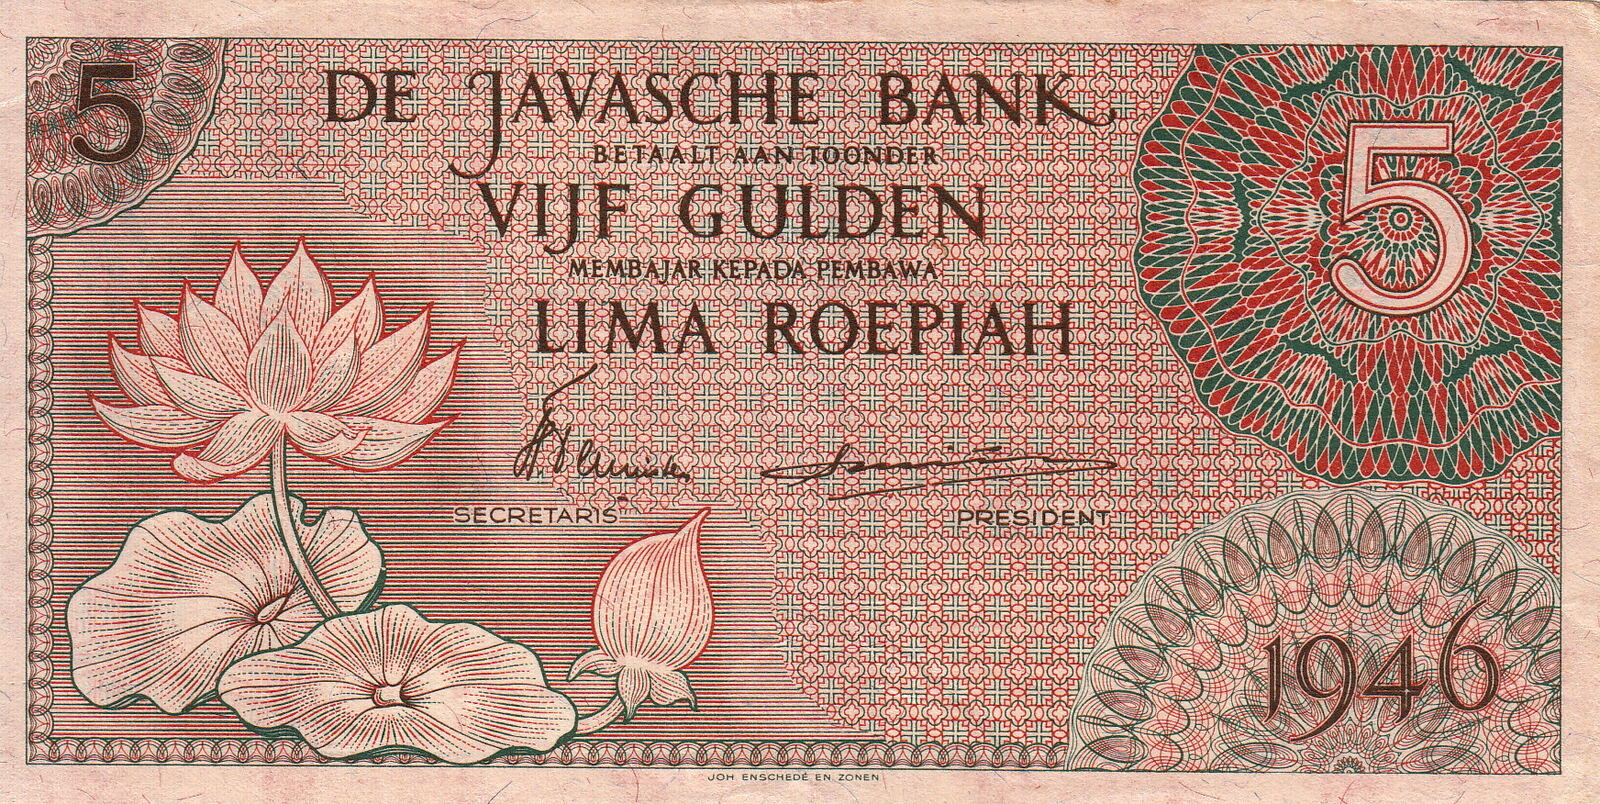 5
DE JAVASCHE BANK
BETAALT AAN TOONDER
VIJF GULDEN
MEMBAJAR KEPADA PEMBAWA
LIMA ROEPIAH
5
SECRETARIS
PRESIDENT
1946
JOH ENSCHEDÉ EN ZONEN